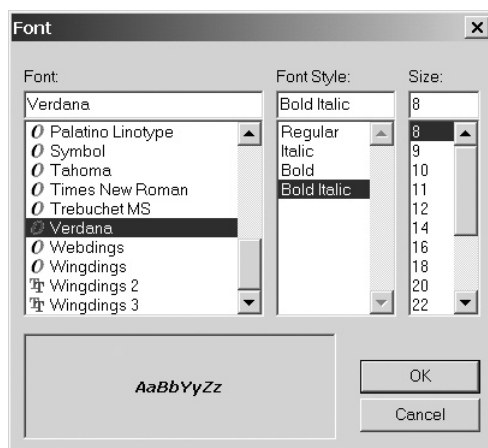 Font
Font: Font Style: Size:
Verdana Bold Italic 8
Palatino Linotype Regular 8
Symbol Italic 9
Tahoma Bold 10
Times New Roman Bold Italic 11
Trebuchet MS 12
Verdana 14
Webdings 16
Wingdings 18
Wingdings 2 20
Wingdings 3 22
AaBbYyZz
OK
Cancel